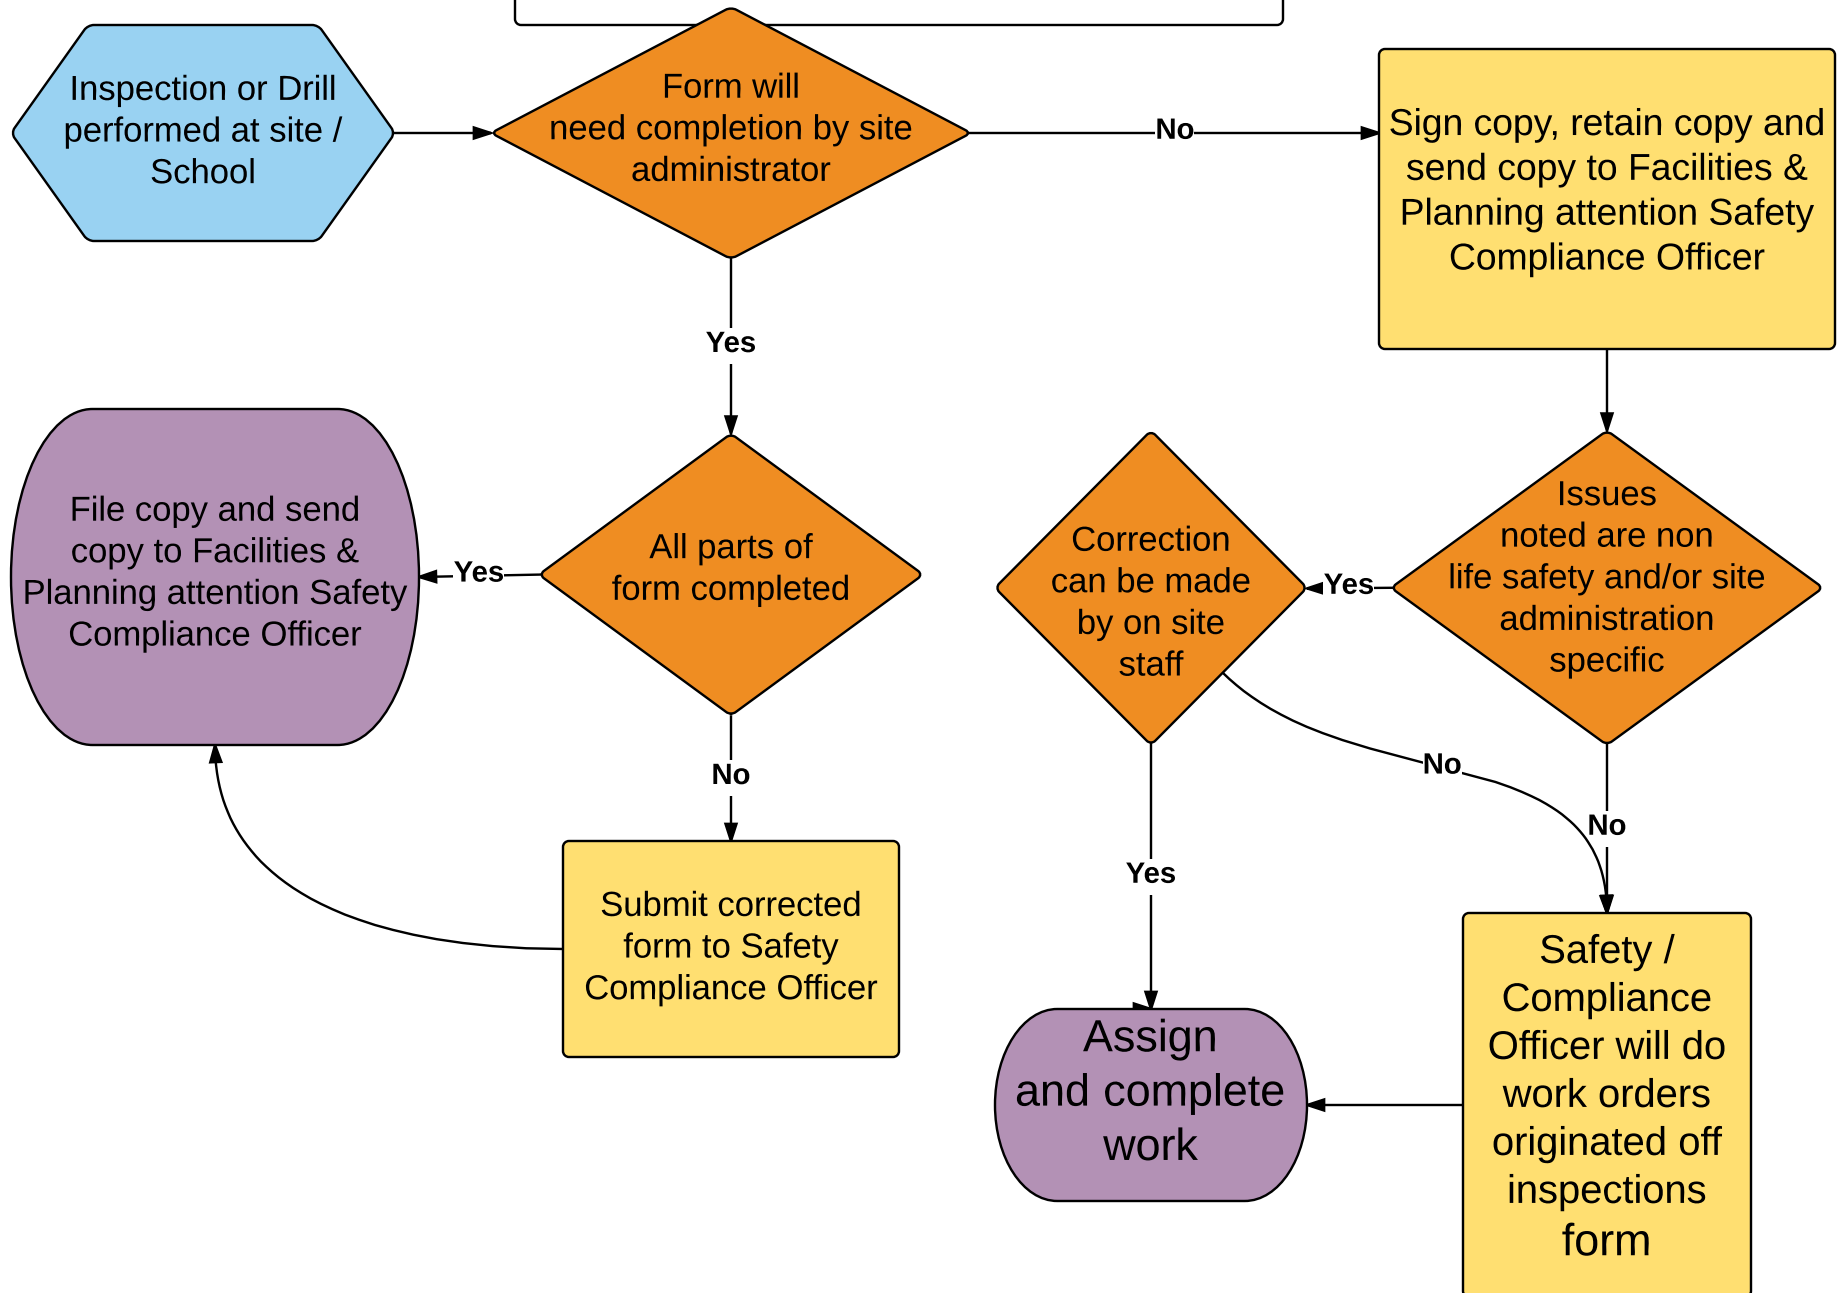 Inspection or Drill
performed at site /
School
Form will
need completion by site
administrator
No
Sign copy, retain copy and
send copy to Facilities &
Planning attention Safety
Compliance Officer
Yes
File copy and send
copy to Facilities &
Planning attention Safety
Compliance Officer
Yes
All parts of
form completed
Correction
can be made
by on site
staff
Yes
Issues
noted are non
life safety and/or site
administration
specific
No
No
No
Yes
Submit corrected
form to Safety
Compliance Officer
Assign
and complete
work
Safety /
Compliance
Officer will do
work orders
originated off
inspections
form